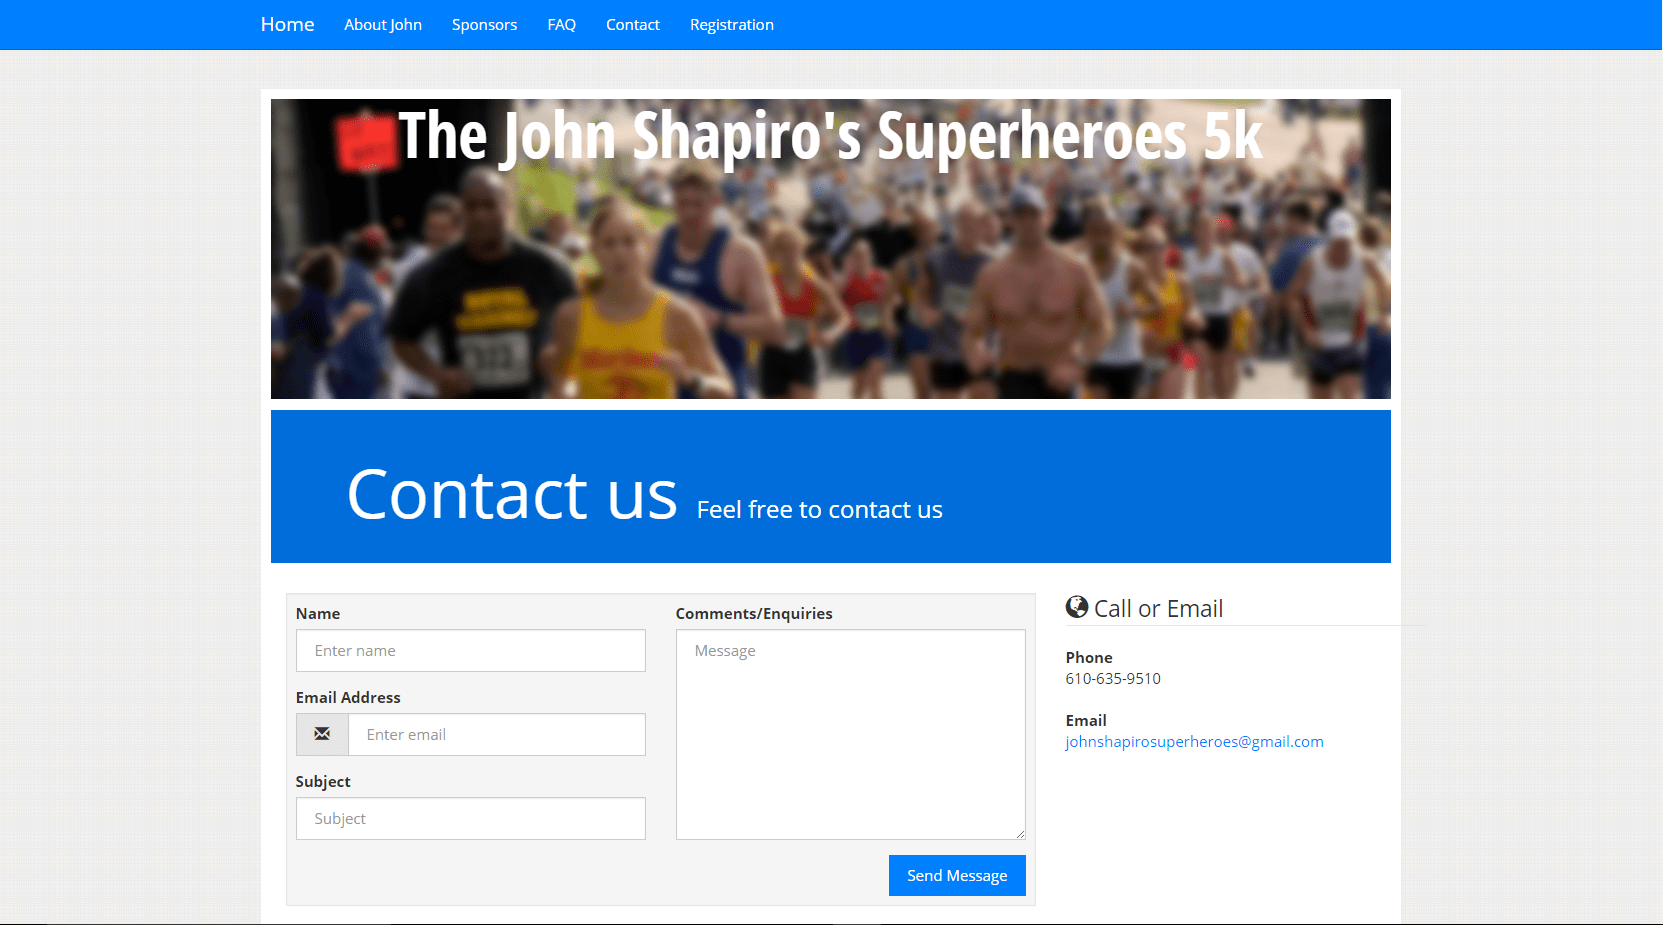 Home About John Sponsors FAQ Contact Registration
The John Shapiro's Superheroes 5k
Contact us Feel free to contact us
Name
Enter name
Email Address
Enter email
Subject
Subject
Comments/Enquiries
Message
Send Message
Call or Email
Phone
610-635-9510
Email
johnshapirosuperheroes@gmail.com